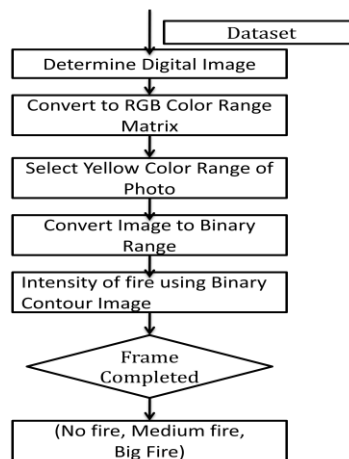 Dataset
Determine Digital Image
Convert to RGB Color Range
Matrix
Select Yellow Color Range of
Photo
Convert Image to Binary
Range
Intensity of fire using Binary
Contour Image
Frame
Completed
(No fire, Medium fire,
Big Fire)